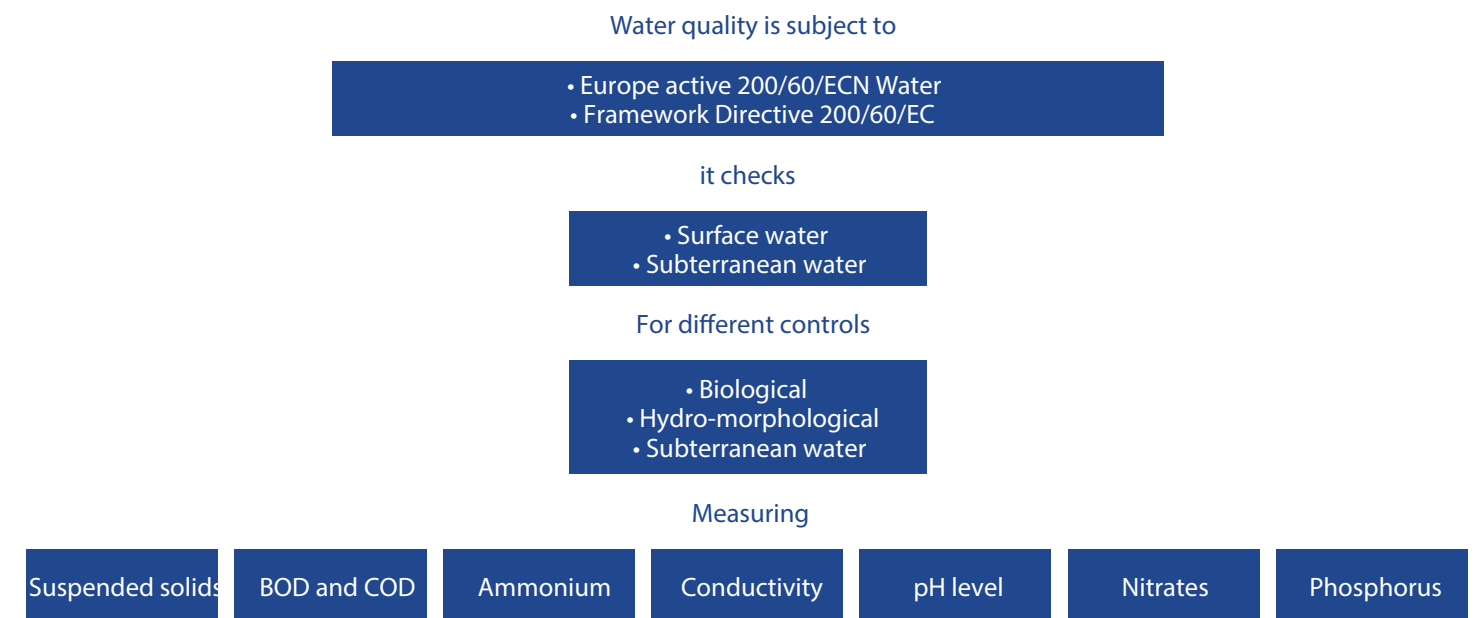 Water quality is subject to
• Europe active 200/60/ECN Water
• Framework Directive 200/60/EC
it checks
• Surface water
• Subterranean water
For different controls
• Biological
• Hydro-morphological
• Subterranean water
Measuring
Suspended solids
BOD and COD
Ammonium
Conductivity
pH level
Nitrates
Phosphorus